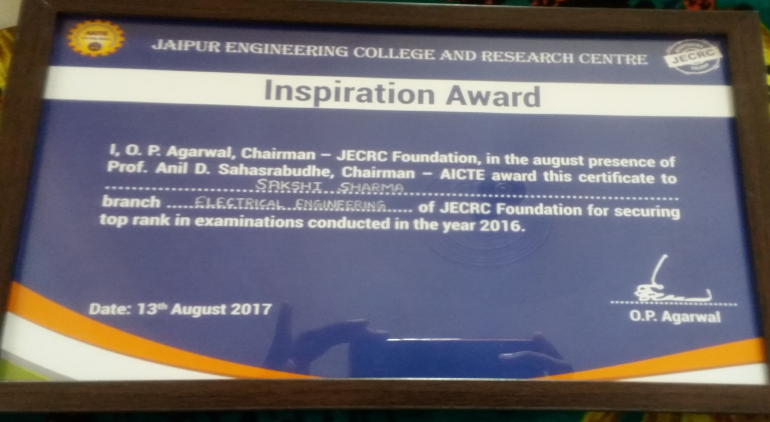 AICTE
JAIPUR ENGINEERING COLLEGE AND RESEARCH CENTRE
JECRC
Inspiration Award
I, O. P. Agarwal, Chairman – JECRC Foundation, in the august presence of
Prof. Anil D. Sahasrabudhe, Chairman – AICTE award this certificate to
SAKSHI SHARMA
branch ..... ELECTRICAL ENGINEERING ..... of JECRC Foundation for securing
top rank in examinations conducted in the year 2016.
Date: 13th August 2017
O.P. Agarwal